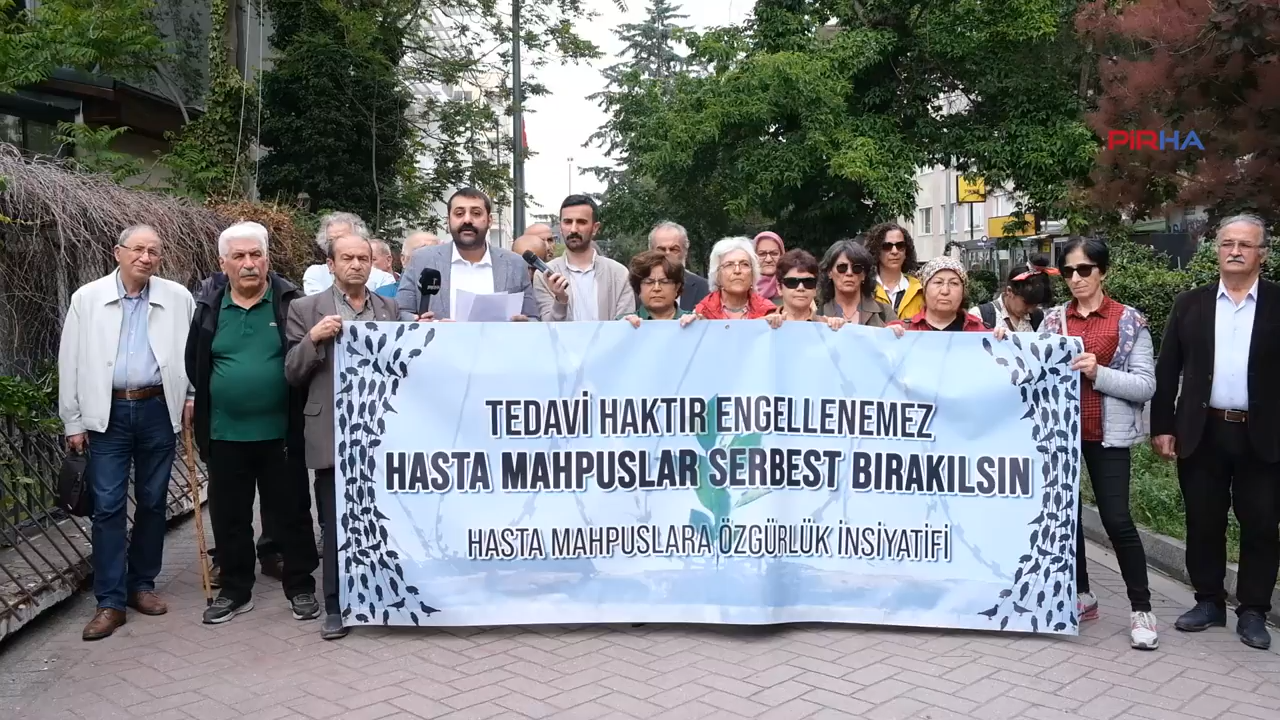 PIRHA
TEDAVİ HAKTIR ENGELLENEMEZ
HASTA MAHPUSLAR SERBEST BIRAKILSIN
HASTA MAHPUSLARA ÖZGÜRLÜK İNSİYATİFİ